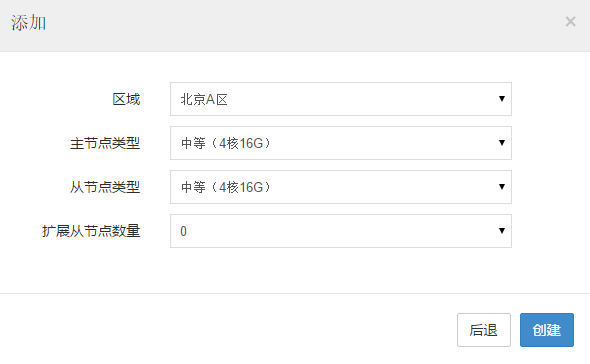 添加 ×
区域 北京A区
主节点类型 中等（4核16G）
从节点类型 中等（4核16G）
扩展从节点数量 0
后退 创建